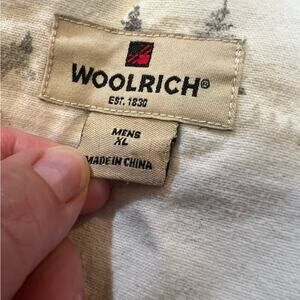 WOOLRICH®
EST. 1830
MENS
XL
MADE IN CHINA